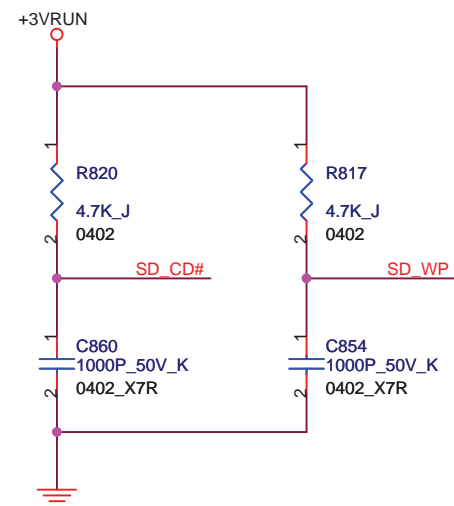 +3VRUN
1
R820
4.7K_J
2
0402
1
R817
4.7K_J
2
0402
SD_CD#
SD_WP
1
C860
1000P_50V_K
2
0402_X7R
1
C854
1000P_50V_K
2
0402_X7R